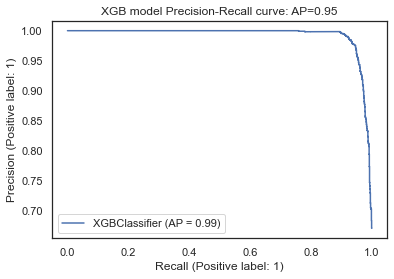 XGB model Precision-Recall curve: AP=0.95
Precision (Positive label: 1)
1.00
0.95
0.90
0.85
0.80
0.75
0.70
XGBClassifier (AP = 0.99)
0.0 0.2 0.4 0.6 0.8 1.0
Recall (Positive label: 1)